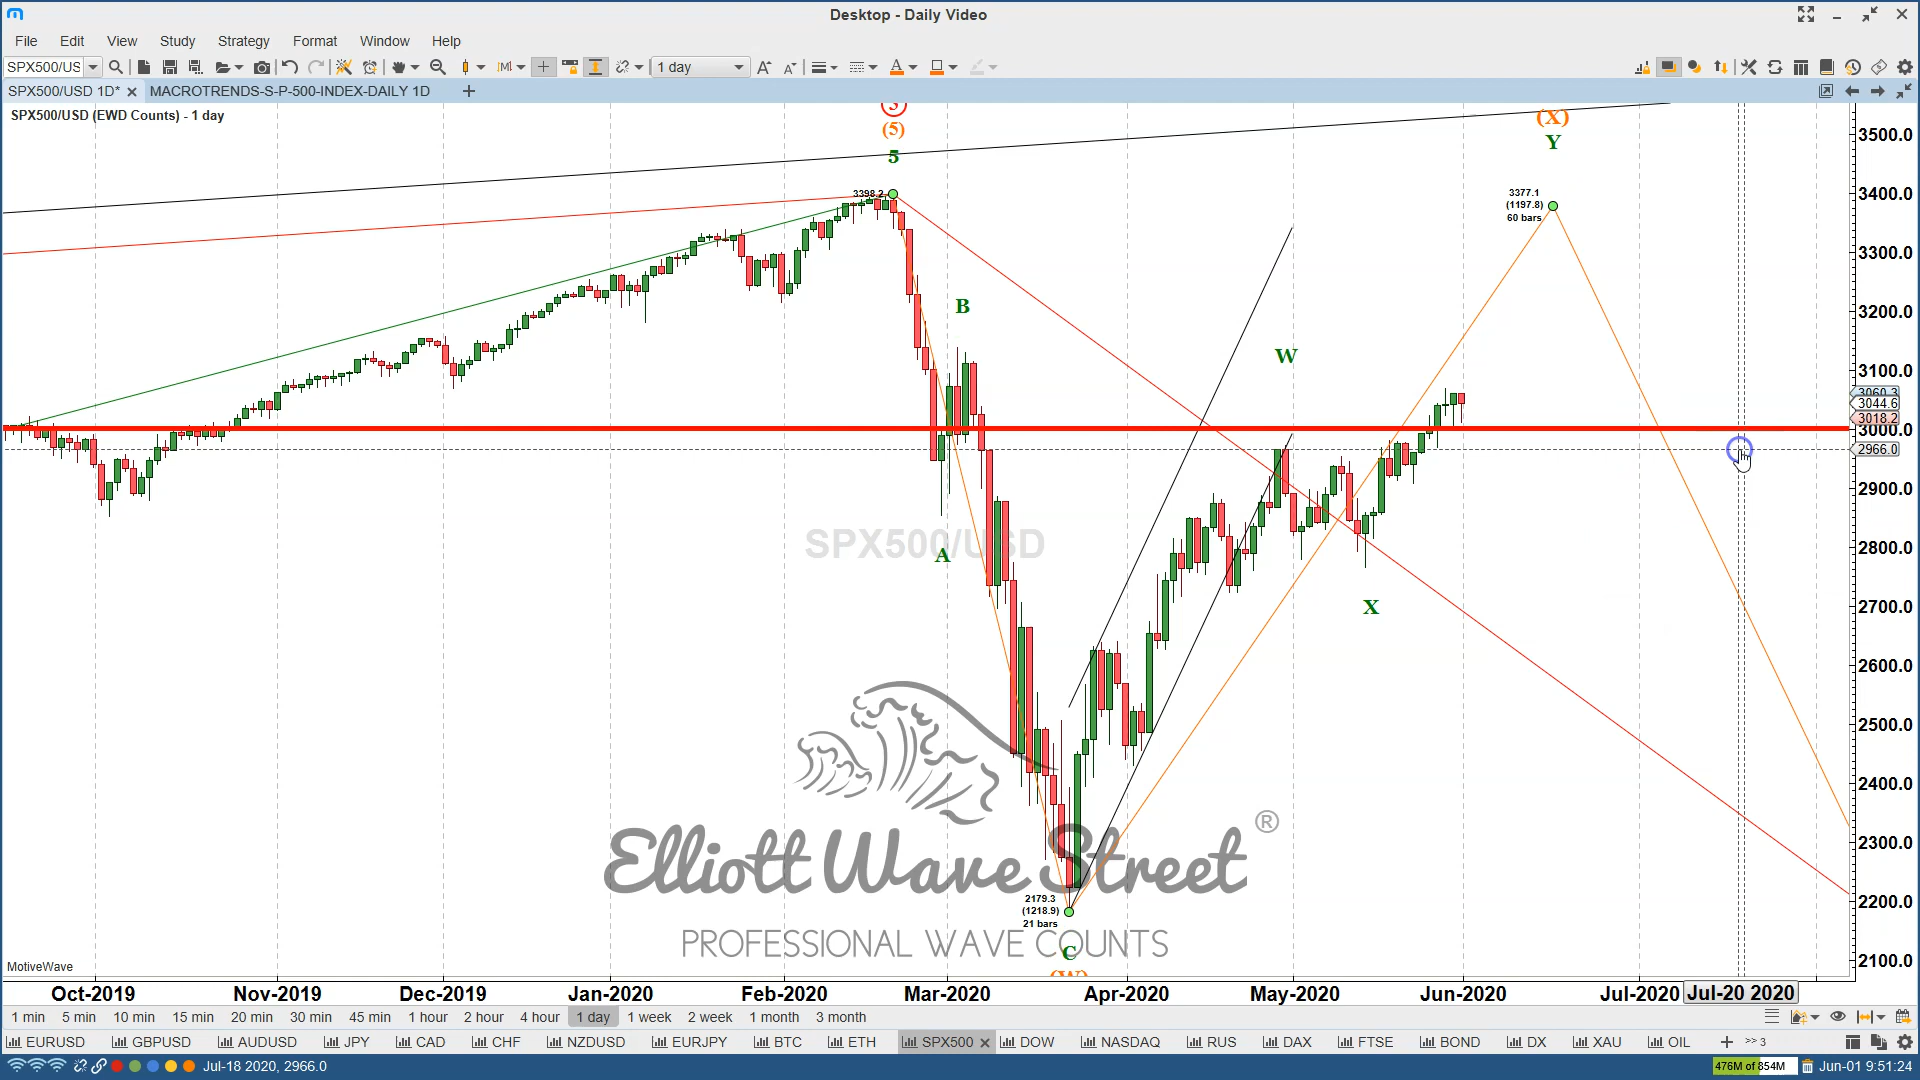 Desktop - Daily Video
File Edit View Study Strategy Format Window Help
SPX500/US 1 day
SPX500/USD 1D* MACROTRENDS-S-P-500-INDEX-DAILY 1D
SPX500/USD (EWD Counts) - 1 day
(5)
5
3398.2
B
A
W
X
(X)
Y
3377.1
(1197.8)
60 bars
SPX500/USD
2179.3
(1218.9)
21 bars
C
(W)
Elliott Wave Street ®
PROFESSIONAL WAVE COUNTS
3500.0
3400.0
3300.0
3200.0
3100.0
3060.3
3044.6
3018.2
3000.0
2966.0
2900.0
2800.0
2700.0
2600.0
2500.0
2400.0
2300.0
2200.0
2100.0
MotiveWave
Oct-2019 Nov-2019 Dec-2019 Jan-2020 Feb-2020 Mar-2020 Apr-2020 May-2020 Jun-2020 Jul-2020 Jul-20 2020
1 min 5 min 10 min 15 min 20 min 30 min 45 min 1 hour 2 hour 4 hour 1 day 1 week 2 week 1 month 3 month
EURUSD GBPUSD AUDUSD JPY CAD CHF NZDUSD EURJPY BTC ETH SPX500 DOW NASDAQ RUS DAX FTSE BOND DX XAU OIL >> 3
Jul-18 2020, 2966.0 476M of 854M Jun-01 9:51:24